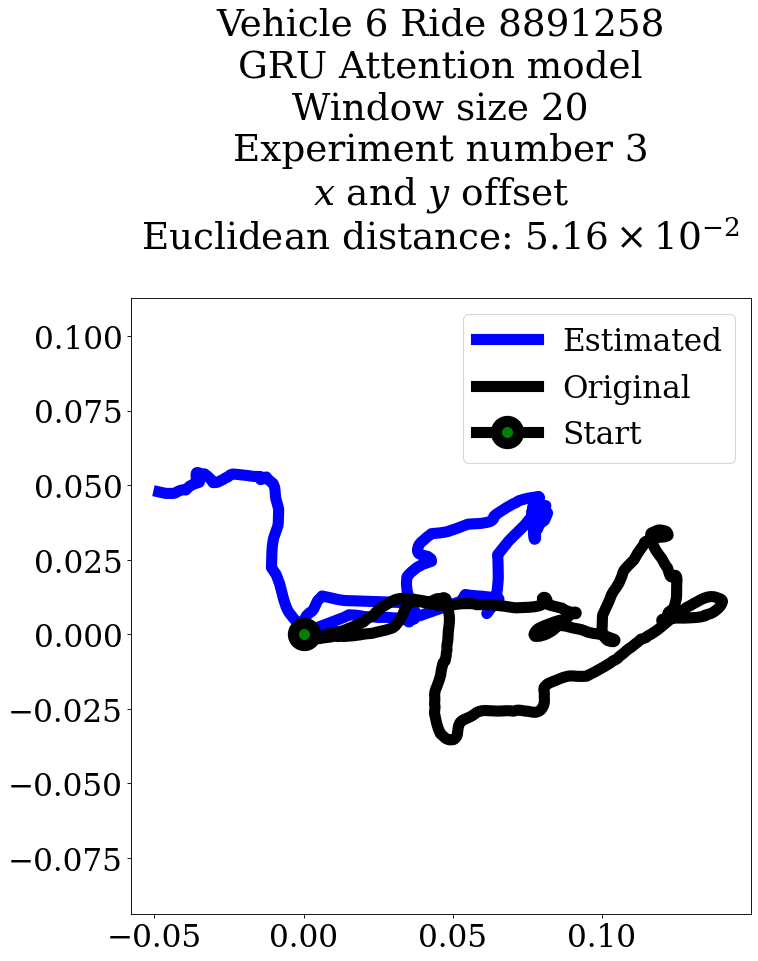 Vehicle 6 Ride 8891258
GRU Attention model
Window size 20
Experiment number 3
x and y offset
Euclidean distance: 5.16 × 10⁻²
Estimated
Original
Start
0.100
0.075
0.050
0.025
0.000
−0.025
−0.050
−0.075
−0.05 0.00 0.05 0.10